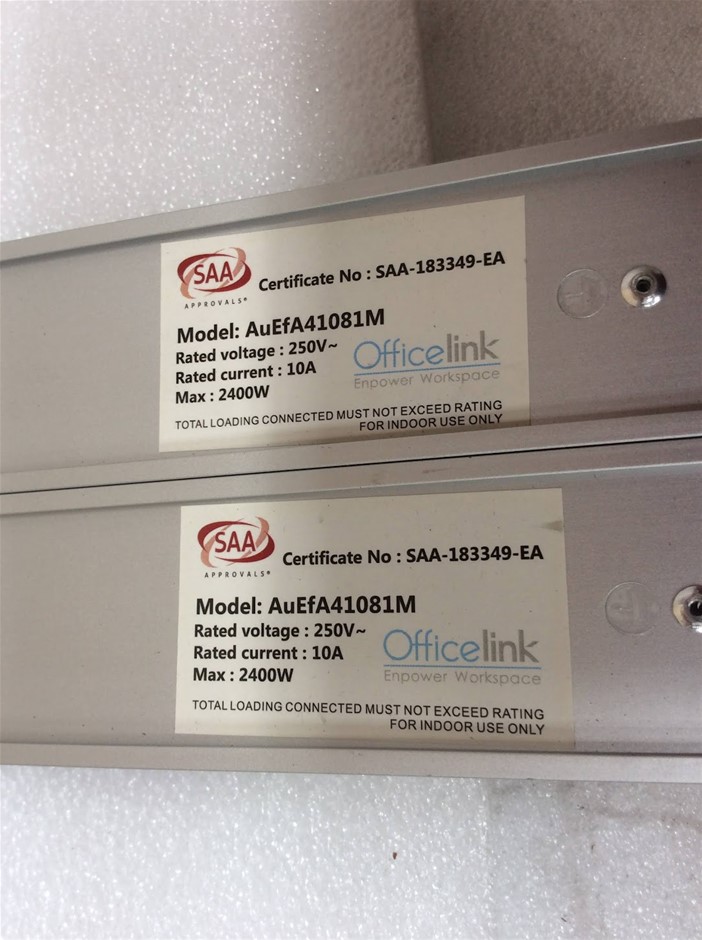 SAA
APPROVALS®
Certificate No : SAA-183349-EA
Model: AuEfA41081M
Rated voltage : 250V~
Rated current : 10A
Max : 2400W
Officelink
Enpower Workspace
TOTAL LOADING CONNECTED MUST NOT EXCEED RATING
FOR INDOOR USE ONLY
SAA
APPROVALS®
Certificate No : SAA-183349-EA
Model: AuEfA41081M
Rated voltage : 250V~
Rated current : 10A
Max : 2400W
Officelink
Enpower Workspace
TOTAL LOADING CONNECTED MUST NOT EXCEED RATING
FOR INDOOR USE ONLY